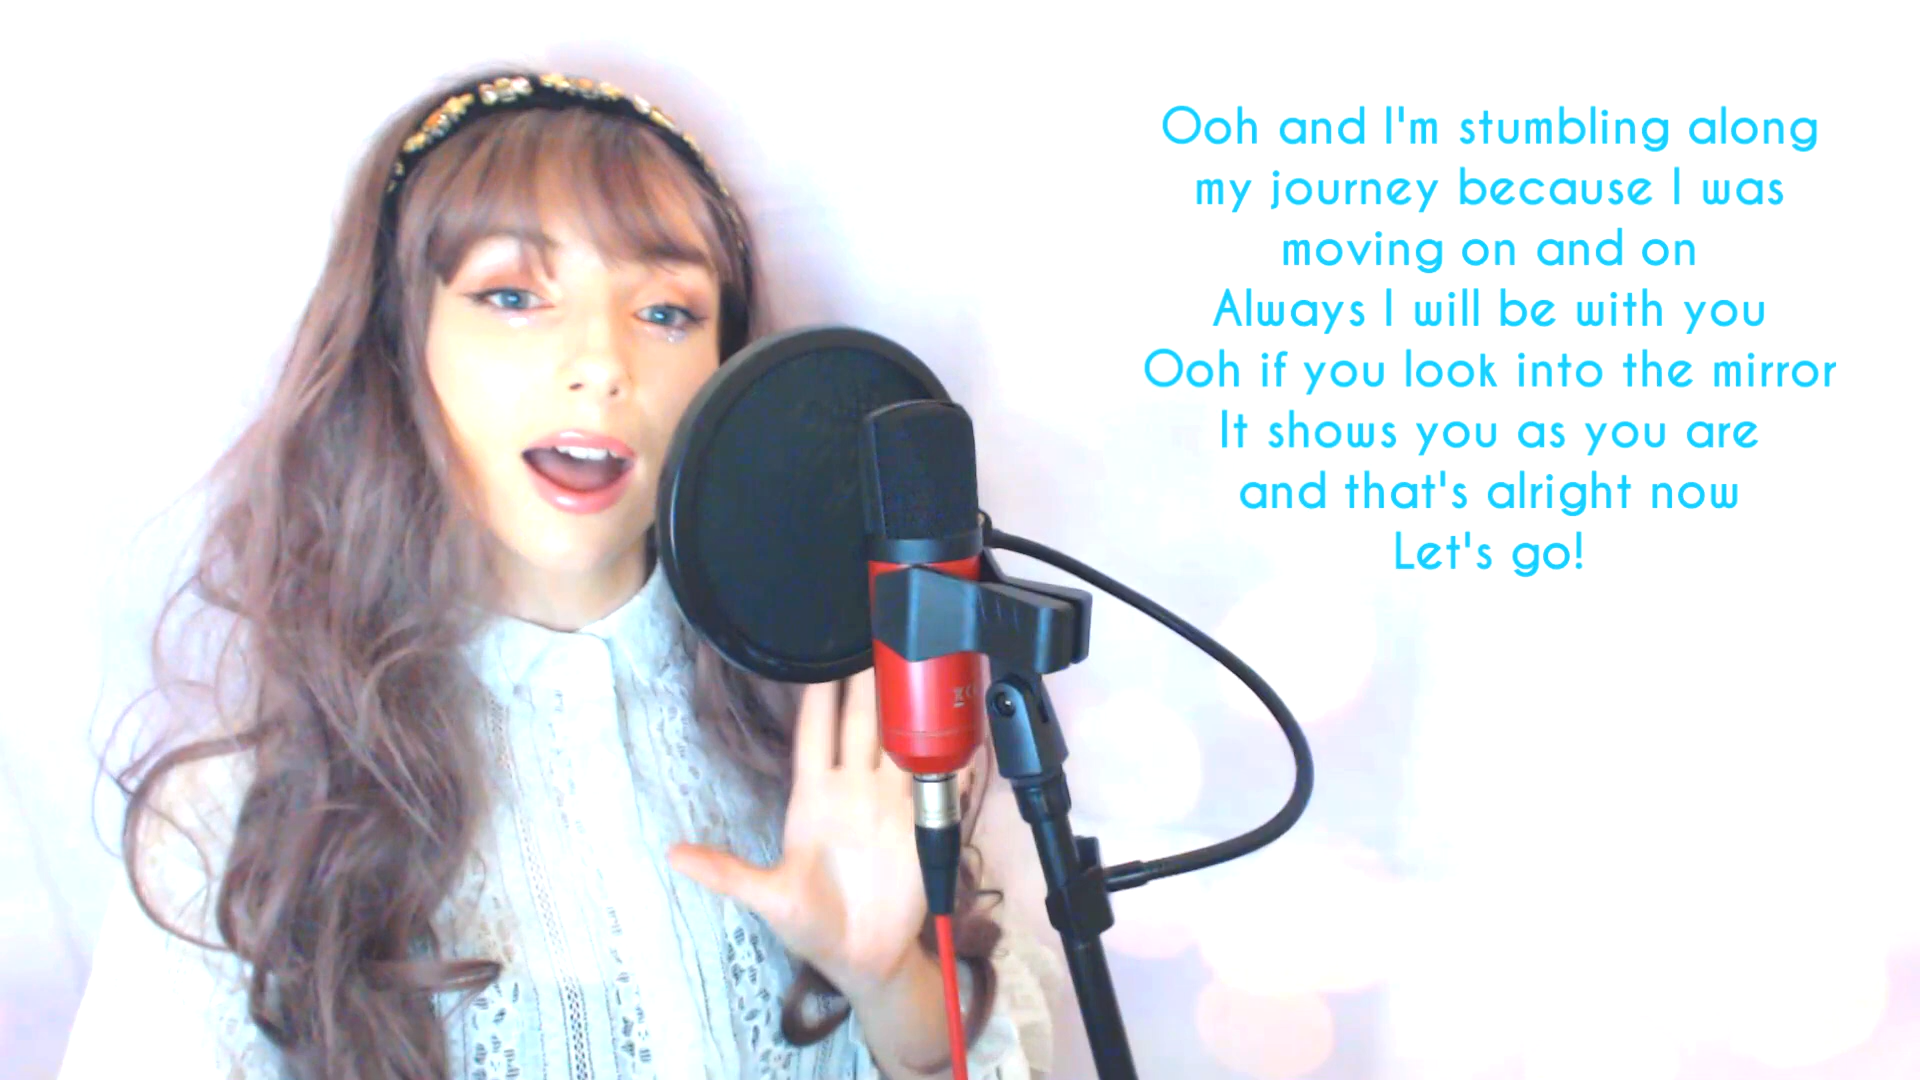 Ooh and I'm stumbling along
my journey because I was
moving on and on
Always I will be with you
Ooh if you look into the mirror
It shows you as you are
and that's alright now
Let's go!